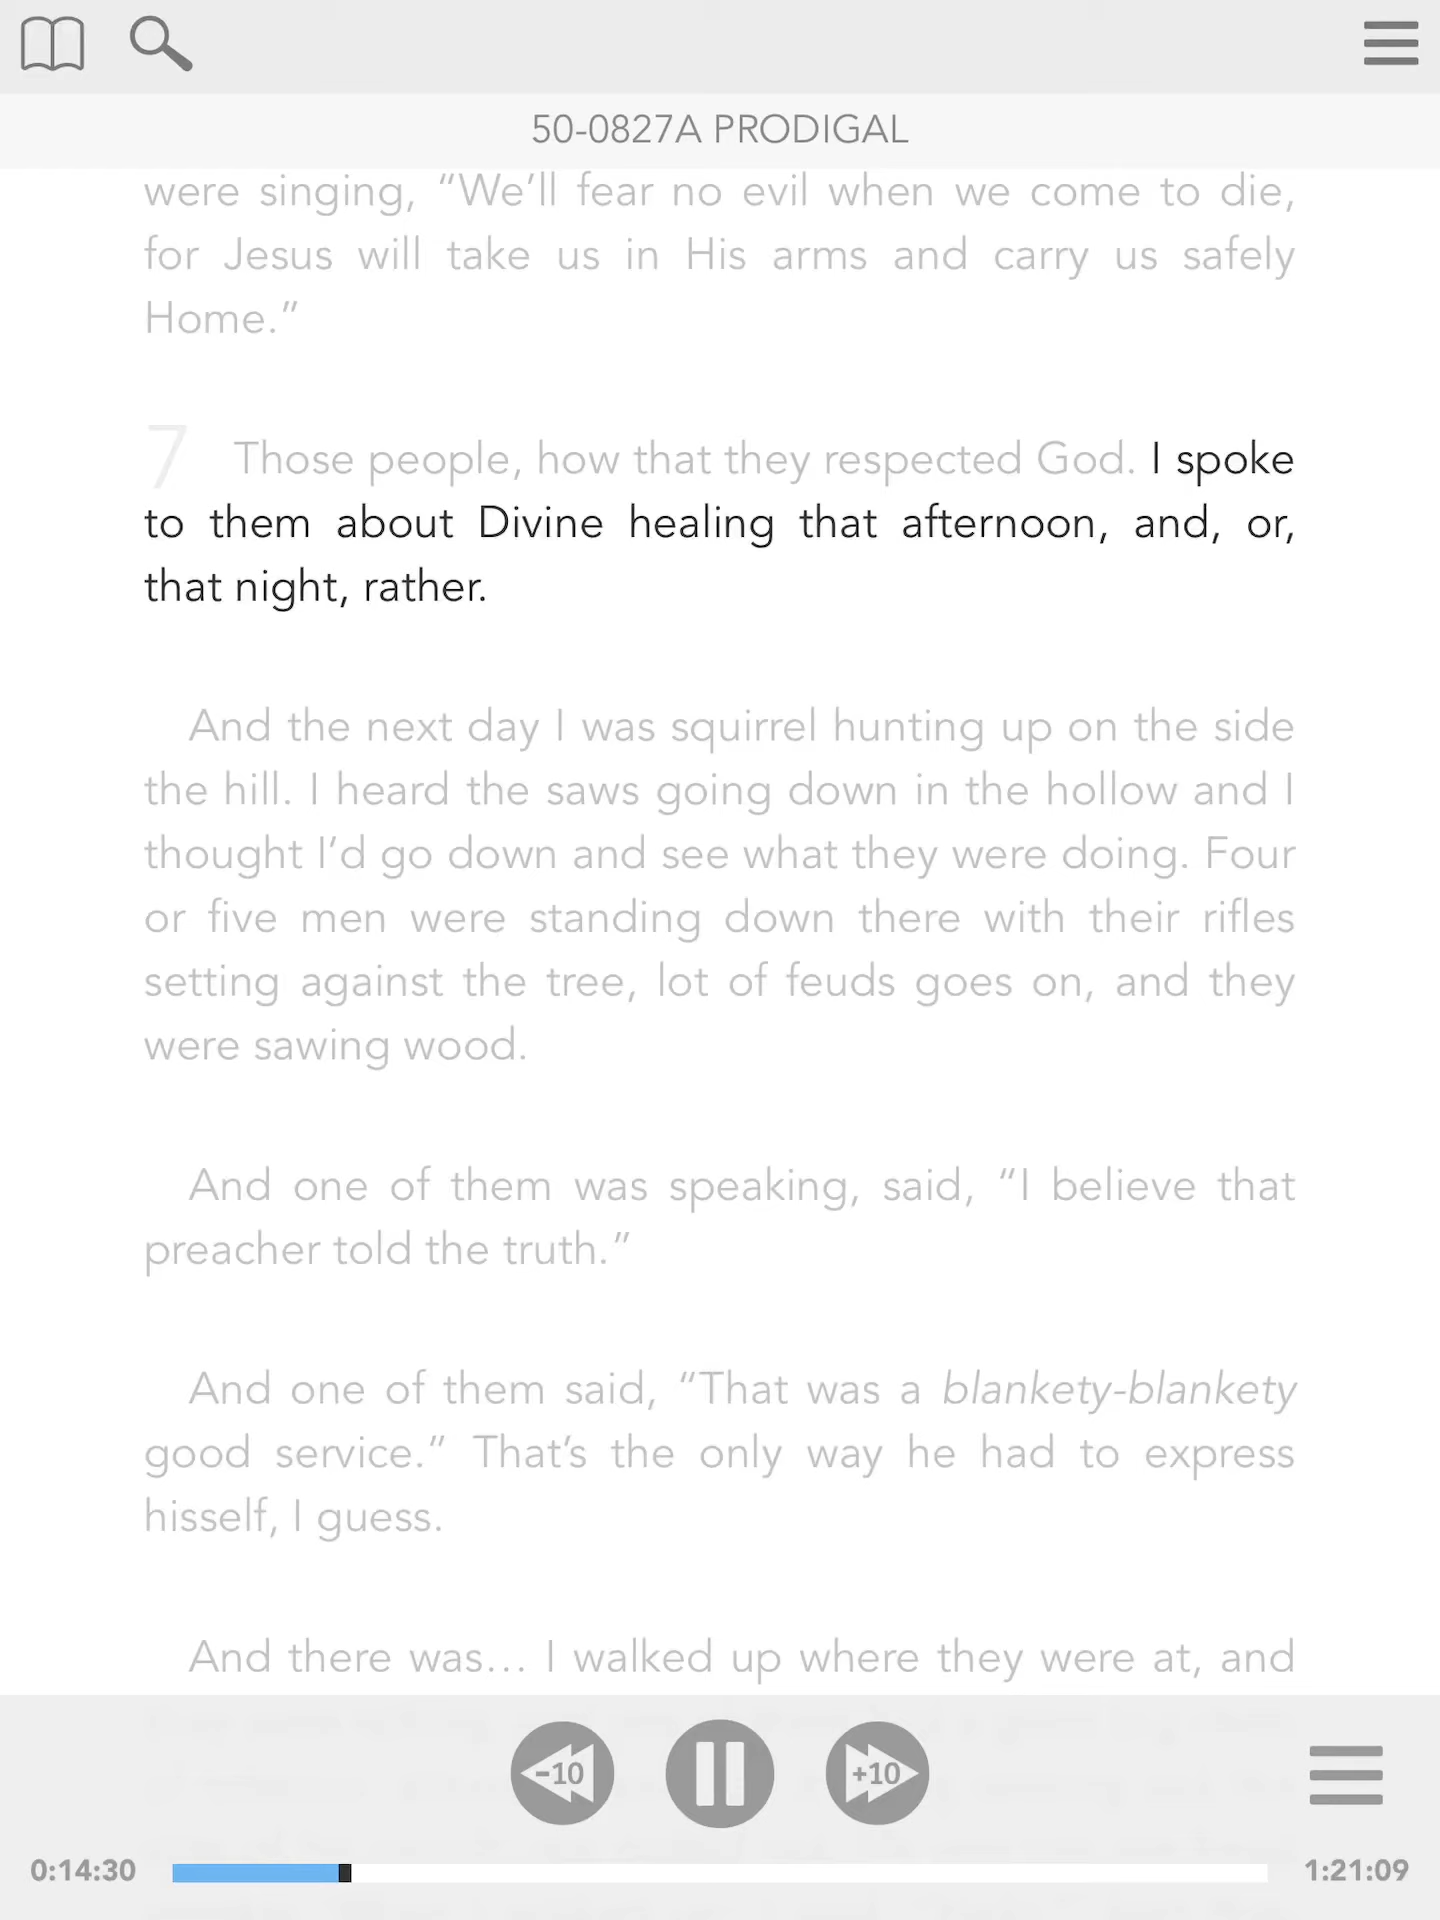 50-0827A PRODIGAL
were singing, “We’ll fear no evil when we come to die,
for Jesus will take us in His arms and carry us safely
Home.”
7 Those people, how that they respected God. I spoke
to them about Divine healing that afternoon, and, or,
that night, rather.
And the next day I was squirrel hunting up on the side
the hill. I heard the saws going down in the hollow and I
thought I’d go down and see what they were doing. Four
or five men were standing down there with their rifles
setting against the tree, lot of feuds goes on, and they
were sawing wood.
And one of them was speaking, said, “I believe that
preacher told the truth.”
And one of them said, “That was a blankety-blankety
good service.” That’s the only way he had to express
hisself, I guess.
And there was… I walked up where they were at, and
-10 +10
0:14:30 1:21:09